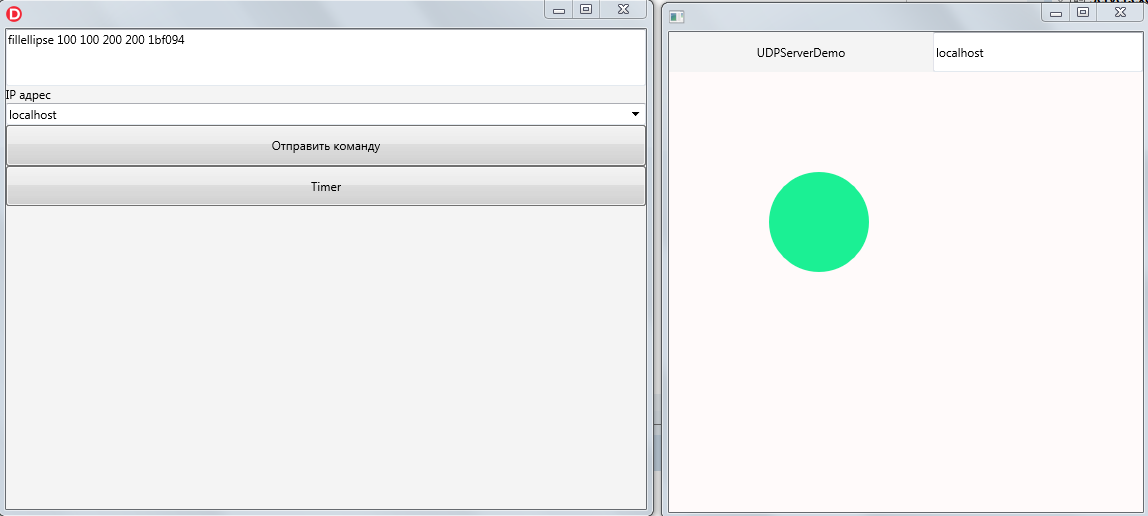 fillellipse 100 100 200 200 1bf094
IP адрес
localhost
Отправить команду
Timer
UDPServerDemo
localhost